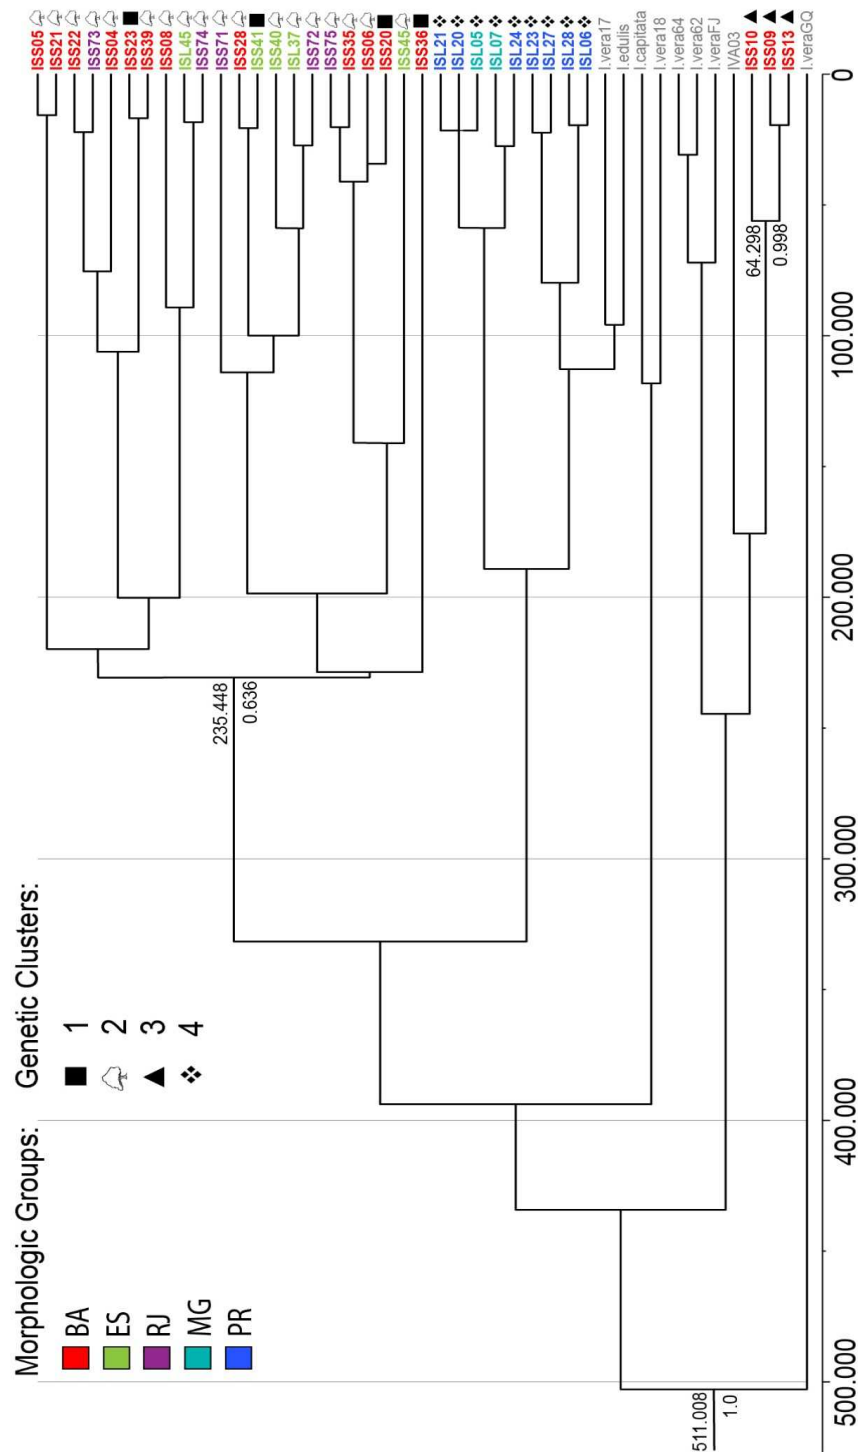 Morphologic Groups:
BA
ES
RJ
MG
PR
Genetic Clusters:
1
2
3
4
ISS05
ISS21
ISS22
ISS73
ISS04
ISS23
ISS39
ISS08
ISL45
ISS74
ISS71
ISS28
ISS41
ISS40
ISL37
ISS72
ISS75
ISS35
ISS06
ISS20
ISS45
ISS36
ISL21
ISL20
ISL05
ISL07
ISL24
ISL23
ISL27
ISL28
ISL06
I.vera17
I.edulis
I.capitata
I.vera18
I.vera64
I.vera62
I.veraFJ
IVA03
ISS10
ISS09
ISS13
I.veraGQ
235.448
0.636
64.298
0.998
511.008
1.0
500.000
400.000
300.000
200.000
100.000
0